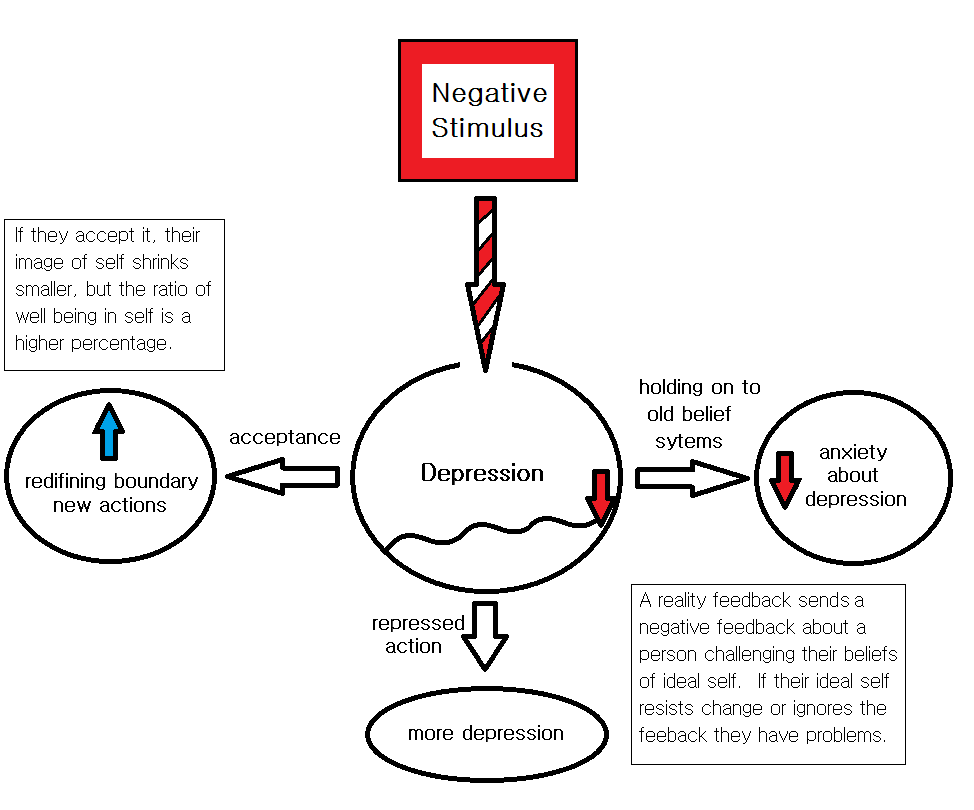 Negative
Stimulus
If they accept it, their
image of self shrinks
smaller, but the ratio of
well being in self is a
higher percentage.
acceptance
redifining boundary
new actions
Depression
holding on to
old belief
sytems
anxiety
about
depression
repressed
action
more depression
A reality feedback sends a
negative feedback about a
person challenging their beliefs
of ideal self. If their ideal self
resists change or ignores the
feeback they have problems.